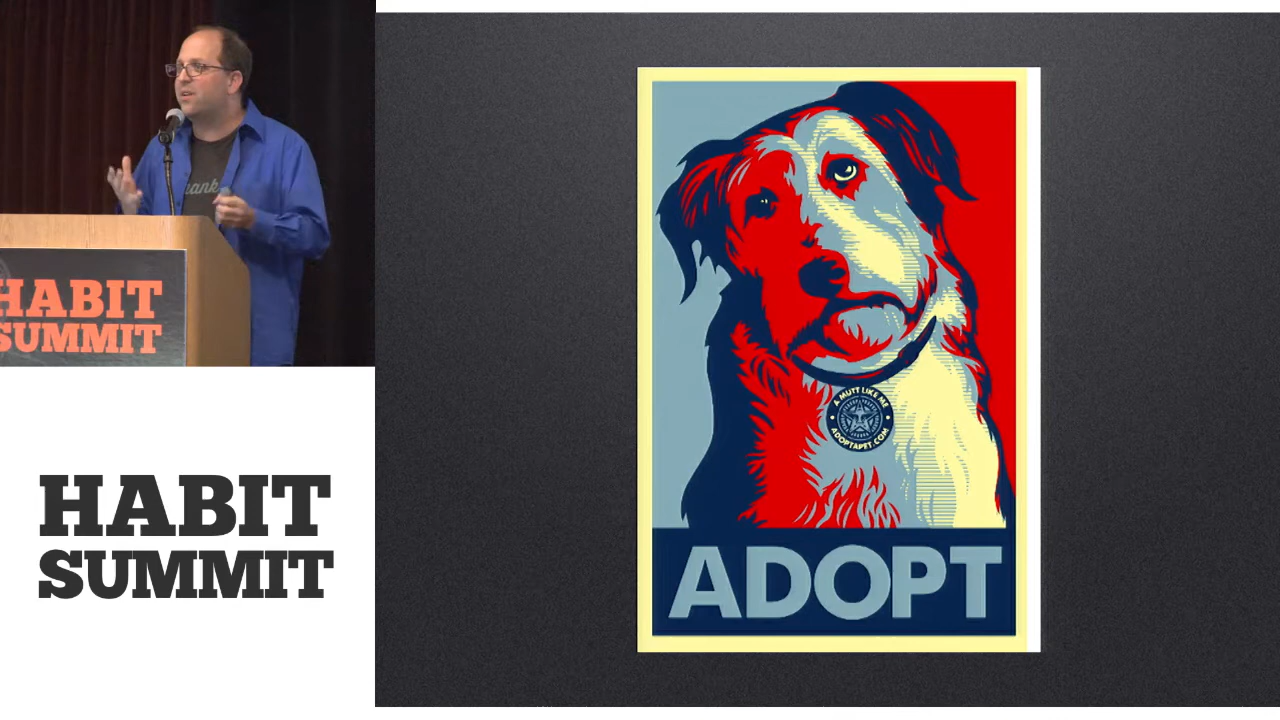 HABIT
SUMMIT
HABIT
SUMMIT
A MUTT LIKE ME
ADOPTAPET.COM
ADOPT